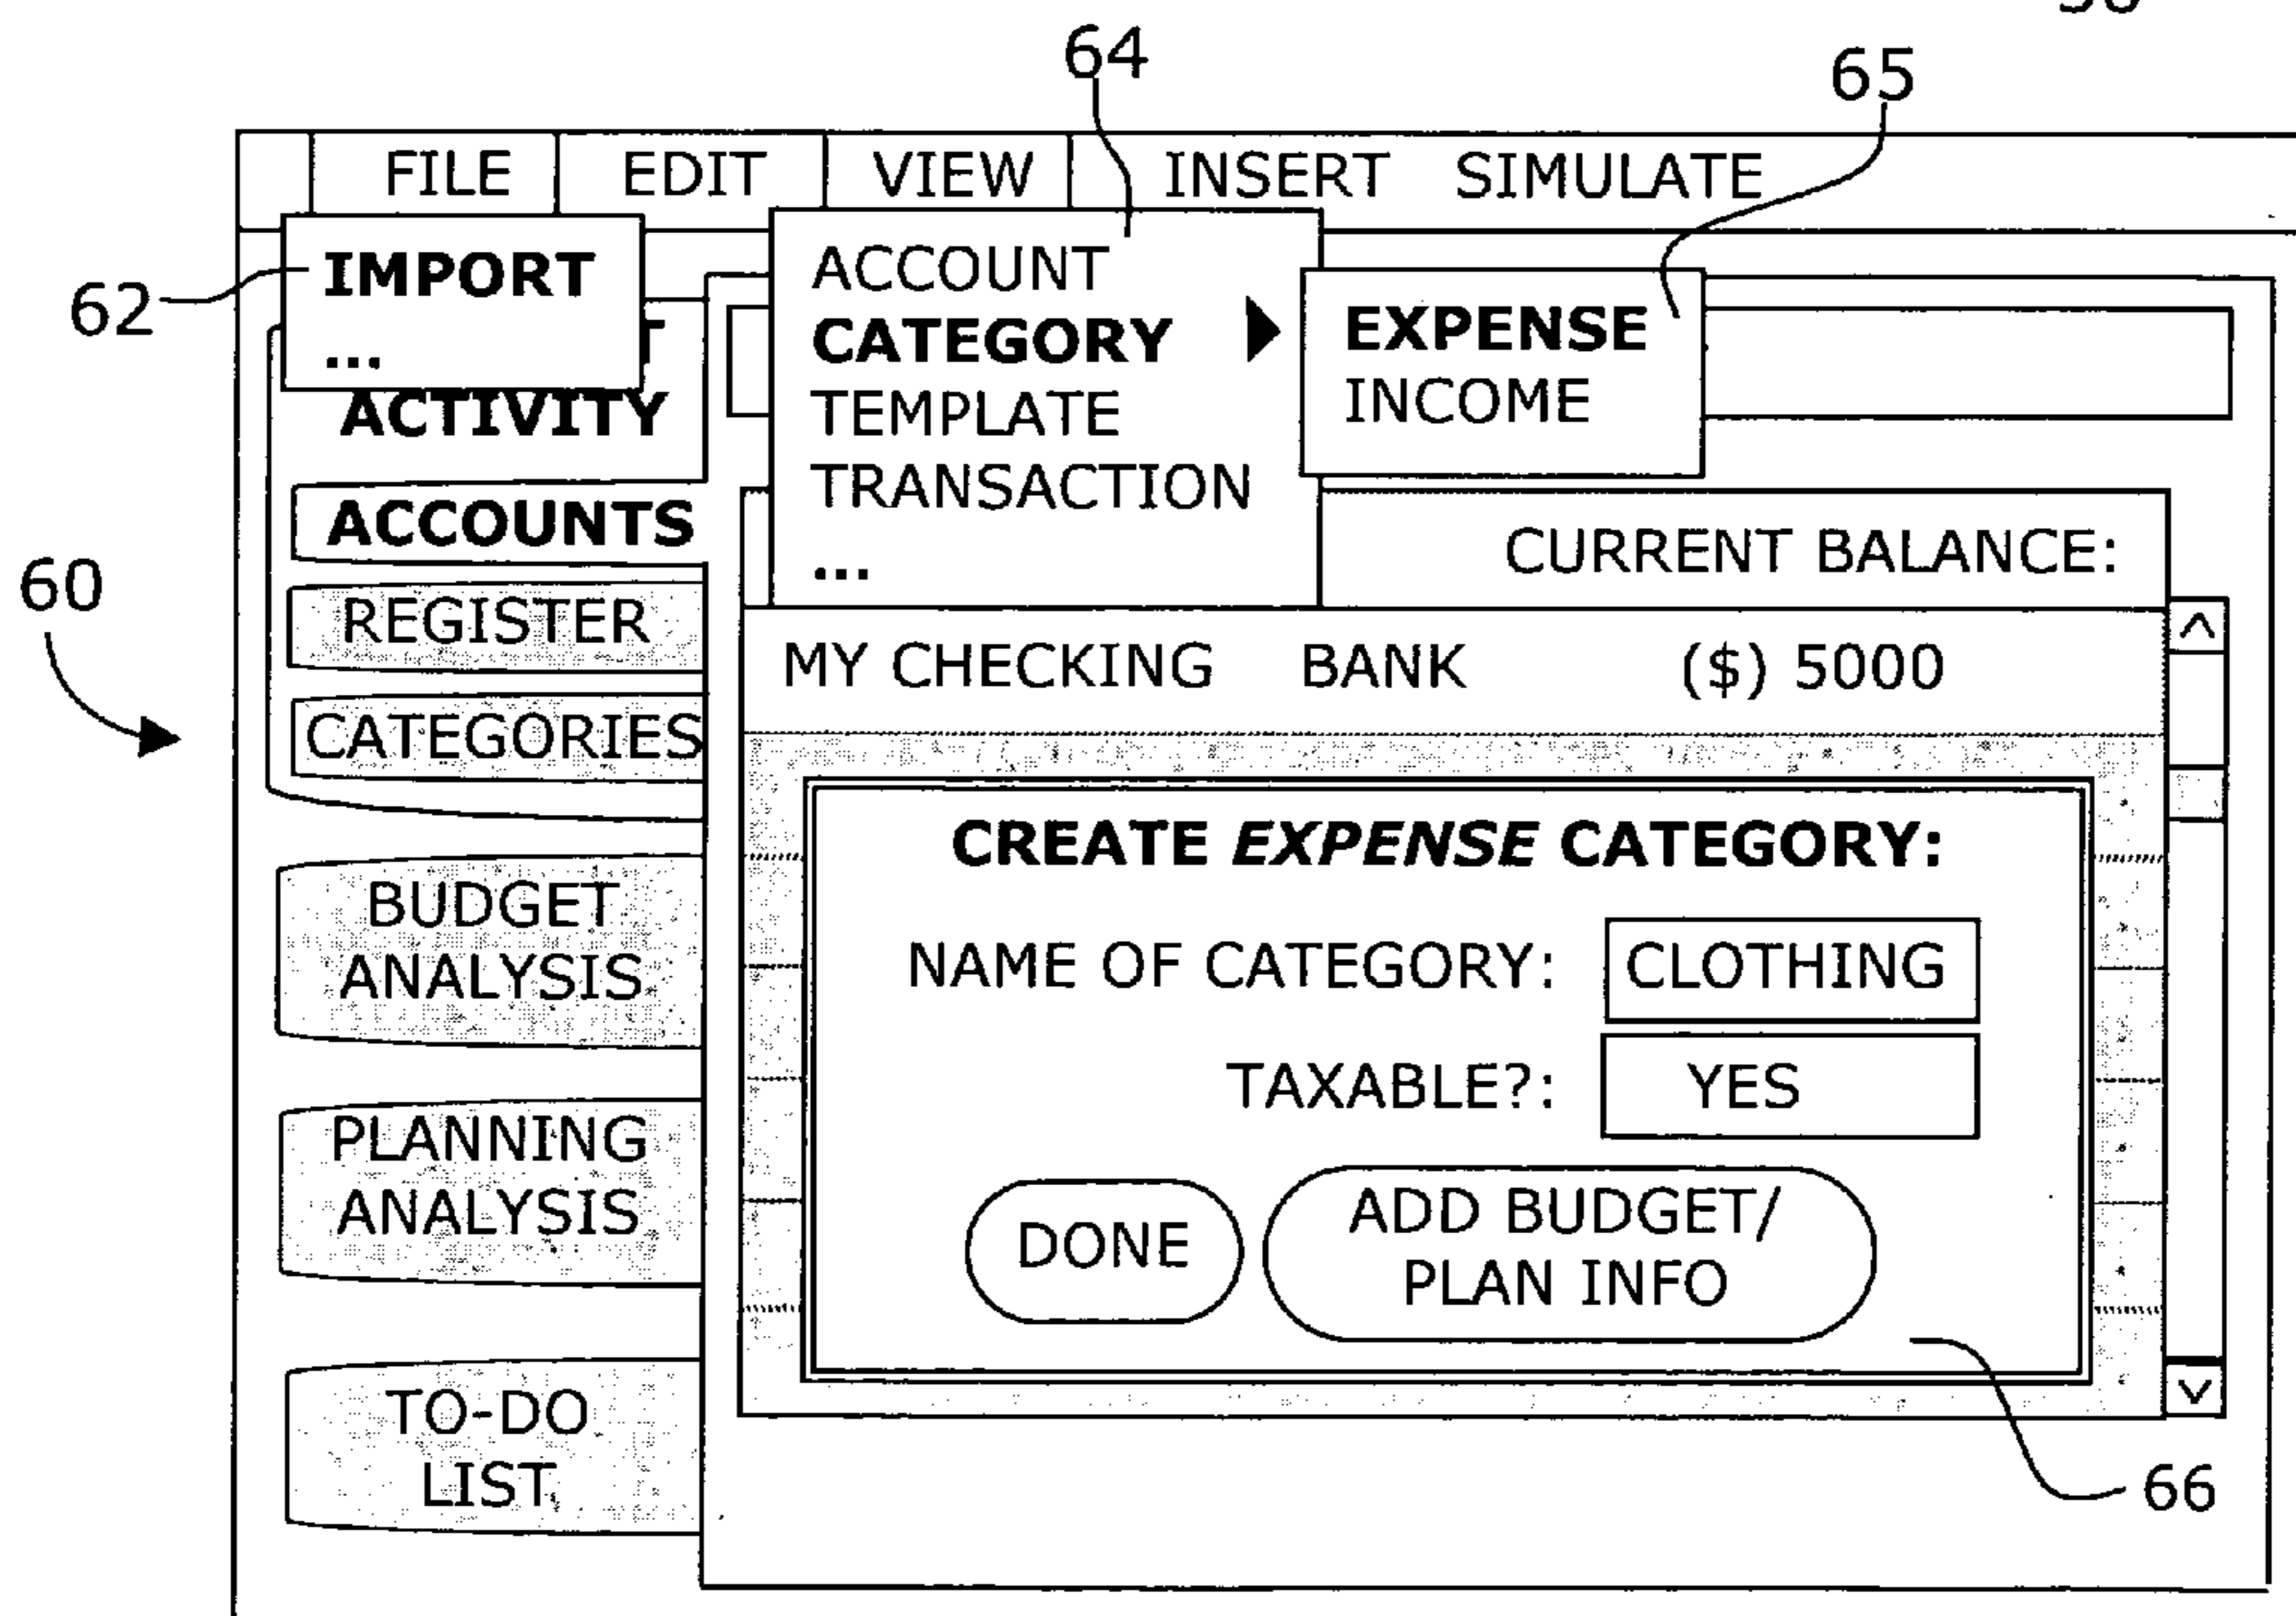 64
65
FILE EDIT VIEW INSERT SIMULATE
62
IMPORT
...
ACTIVITY
ACCOUNT
CATEGORY
TEMPLATE
TRANSACTION
...
EXPENSE
INCOME
60
ACCOUNTS
REGISTER
CATEGORIES
BUDGET
ANALYSIS
PLANNING
ANALYSIS
TO-DO
LIST
CURRENT BALANCE:
MY CHECKING BANK ($) 5000
CREATE EXPENSE CATEGORY:
NAME OF CATEGORY: CLOTHING
TAXABLE?: YES
DONE
ADD BUDGET/
PLAN INFO
66